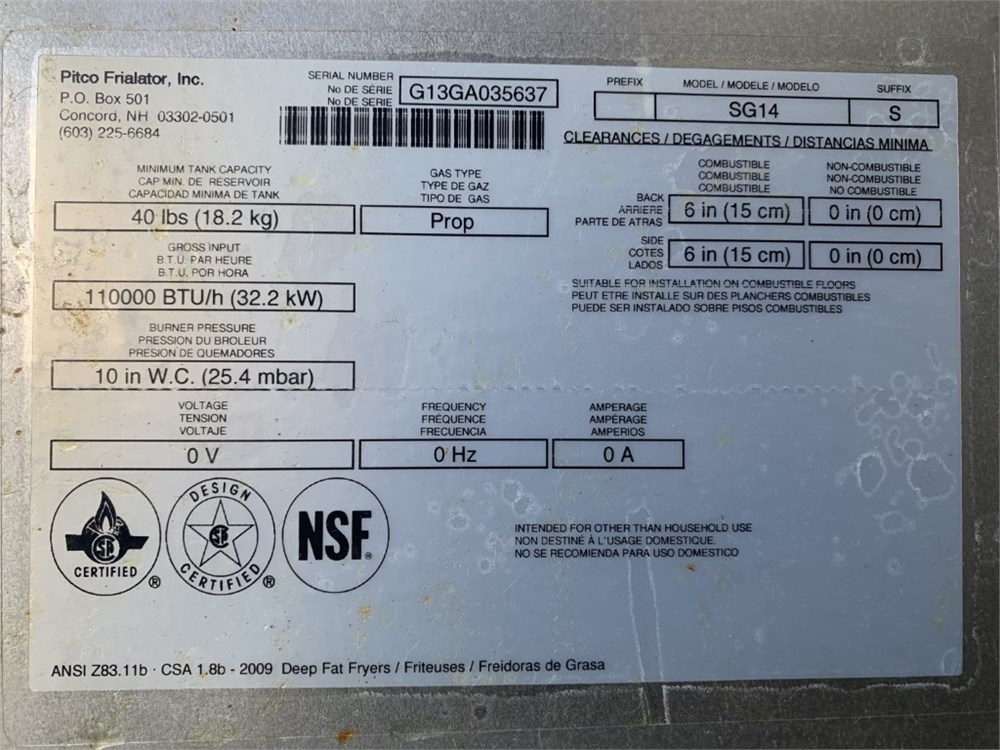 Pitco Frialator, Inc.
P.O. Box 501
Concord, NH 03302-0501
(603) 225-6684
SERIAL NUMBER
No DE SÉRIE
No DE SERIE
G13GA035637
PREFIX
MODEL / MODELE / MODELO
SG14
SUFFIX
S
CLEARANCES / DEGAGEMENTS / DISTANCIAS MINIMA
MINIMUM TANK CAPACITY
CAP MIN. DE RÉSERVOIR
CAPACIDAD MINIMA DE TANK
40 lbs (18.2 kg)
GAS TYPE
TYPE DE GAZ
TIPO DE GAS
Prop
COMBUSTIBLE
COMBUSTIBLE
COMBUSTIBLE
NON-COMBUSTIBLE
NON-COMBUSTIBLE
NO COMBUSTIBLE
BACK
ARRIERE
PARTE DE ATRAS
6 in (15 cm)
0 in (0 cm)
SIDE
COTES
LADOS
6 in (15 cm)
0 in (0 cm)
GROSS INPUT
B.T.U. PAR HEURE
B.T.U. POR HORA
110000 BTU/h (32.2 kW)
SUITABLE FOR INSTALLATION ON COMBUSTIBLE FLOORS
PEUT ETRE INSTALLE SUR DES PLANCHERS COMBUSTIBLES
PUEDE SER INSTALADO SOBRE PISOS COMBUSTIBLES
BURNER PRESSURE
PRESSION DU BROLEUR
PRESION DE QUEMADORES
10 in W.C. (25.4 mbar)
VOLTAGE
TENSION
VOLTAJE
0 V
FREQUENCY
FRÉQUENCE
FRECUENCIA
0 Hz
AMPERAGE
AMPÉRAGE
AMPERIOS
0 A
CERTIFIED ®
DESIGN
CERTIFIED ®
NSF®
INTENDED FOR OTHER THAN HOUSEHOLD USE
NON DESTINÉ À L'USAGE DOMESTIQUE.
NO SE RECOMIENDA PARA USO DOMESTICO
ANSI Z83.11b · CSA 1.8b - 2009 Deep Fat Fryers / Friteuses / Freidoras de Grasa